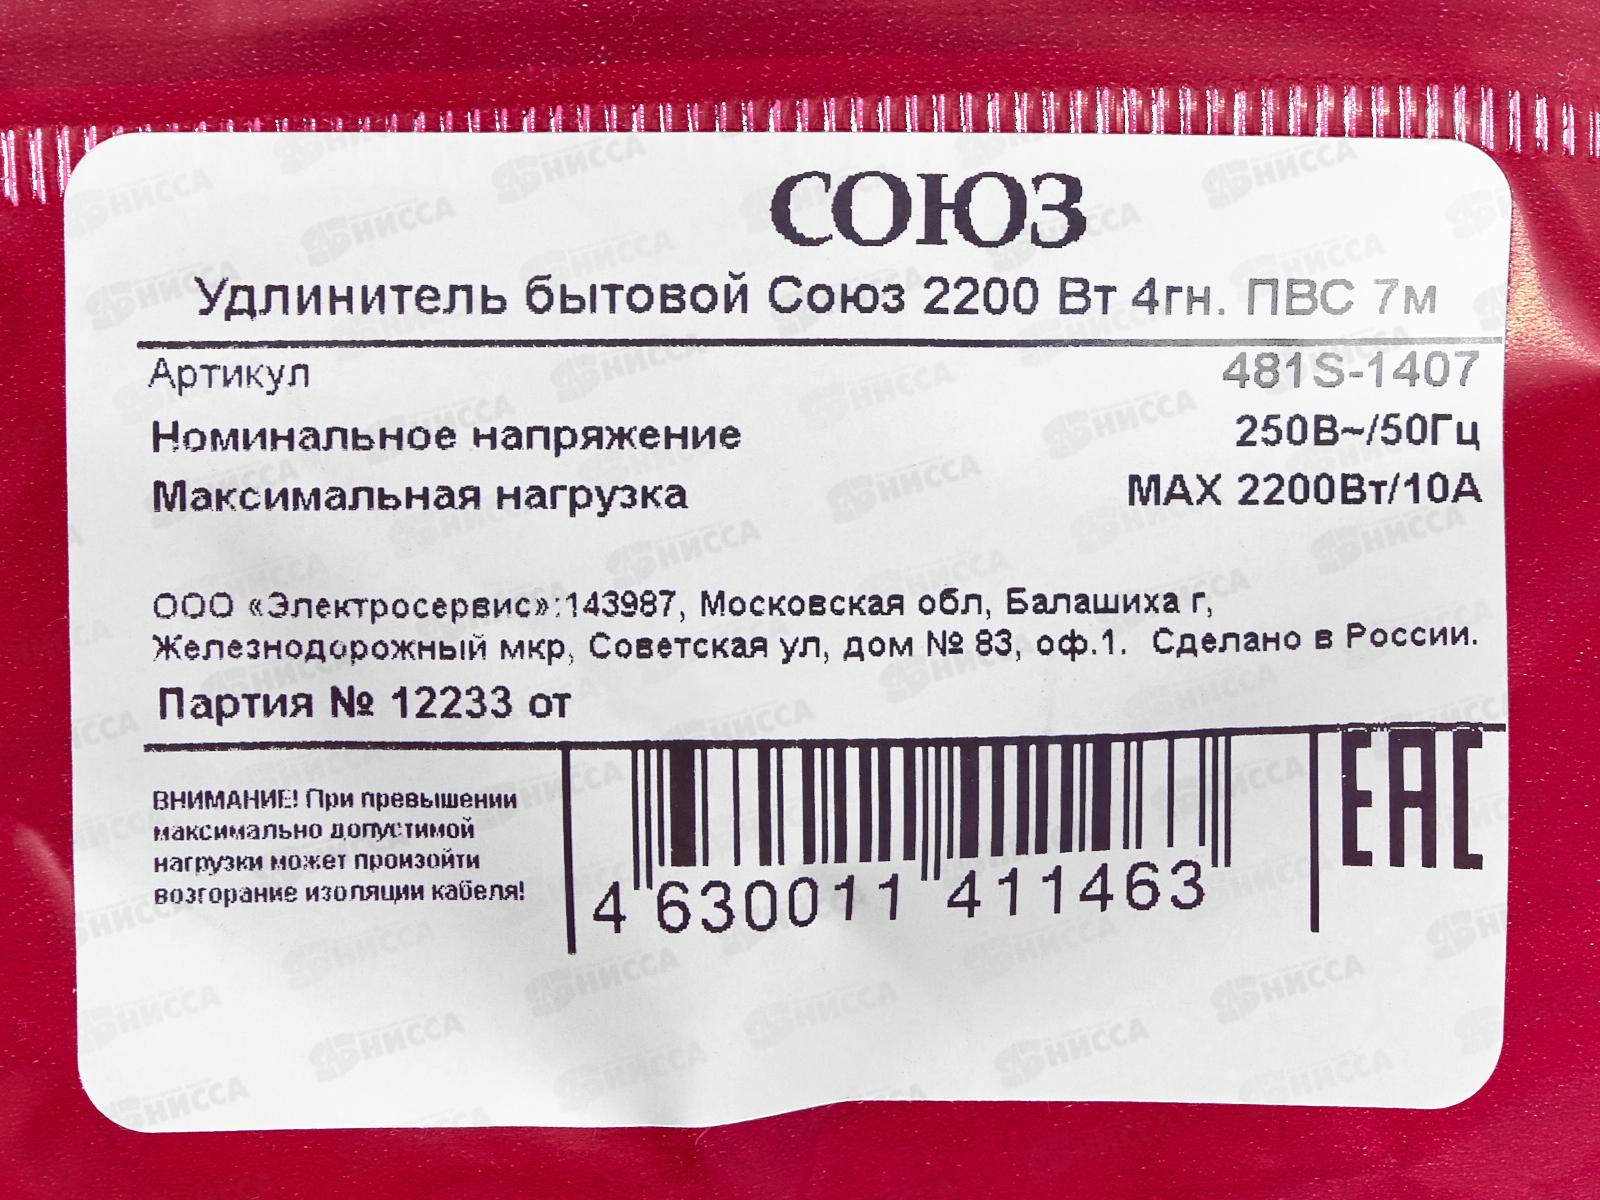 СОЮЗ
Удлинитель бытовой Союз 2200 Вт 4гн. ПВС 7м
Артикул 481S-1407
Номинальное напряжение 250В~/50Гц
Максимальная нагрузка MAX 2200Вт/10А
ООО «Электросервис»:143987, Московская обл, Балашиха г,
Железнодорожный мкр, Советская ул, дом № 83, оф.1. Сделано в России.
Партия № 12233 от
ВНИМАНИЕ! При превышении
максимально допустимой
нагрузки может произойти
возгорание изоляции кабеля!
4 630011 411463
ЕАС
НИССА